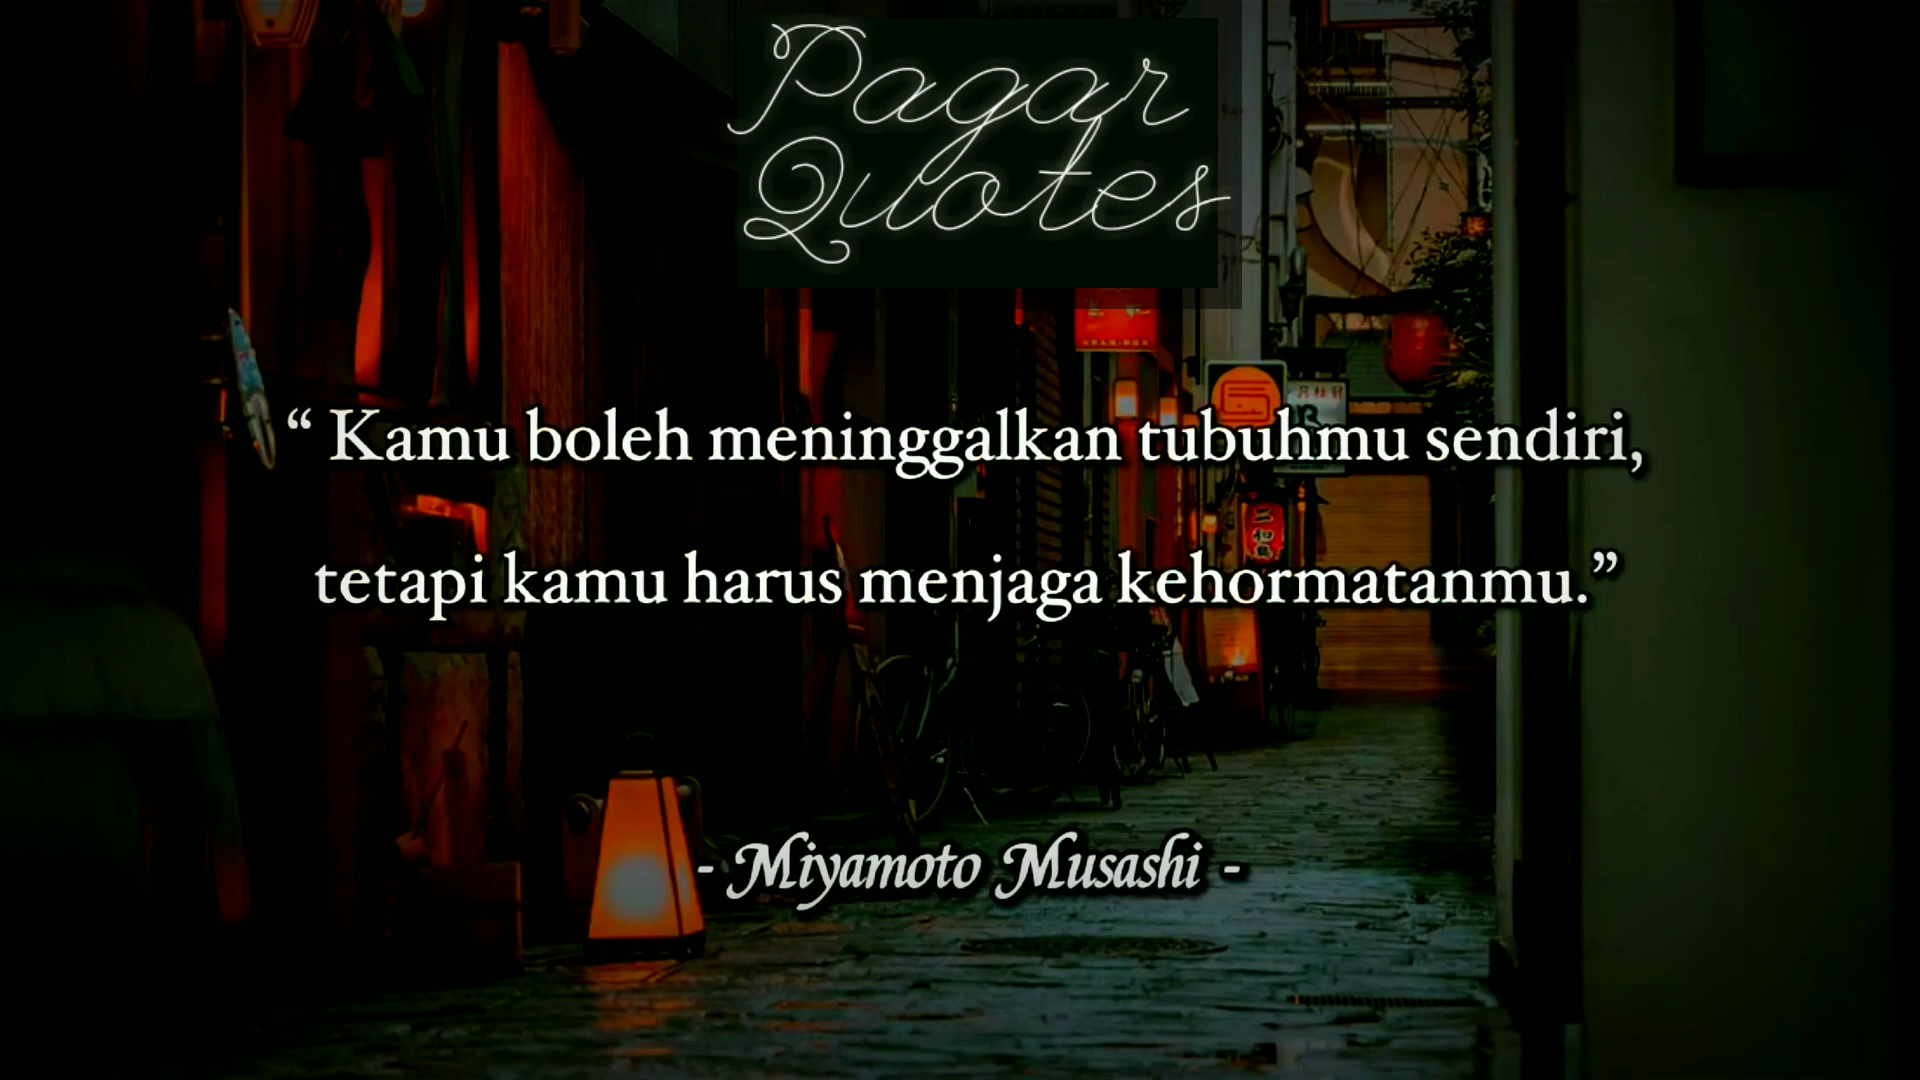 Pagar
Quotes
“ Kamu boleh meninggalkan tubuhmu sendiri,
tetapi kamu harus menjaga kehormatanmu.”
- Miyamoto Musashi -